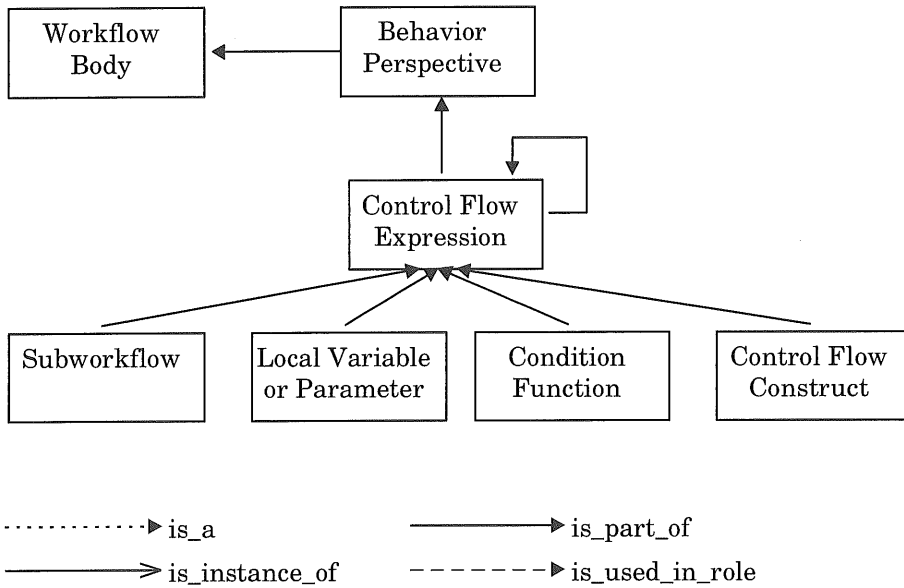 Workflow
Body
Behavior
Perspective
Control Flow
Expression
Subworkflow
Local Variable
or Parameter
Condition
Function
Control Flow
Construct
is_a
is_part_of
is_instance_of
is_used_in_role